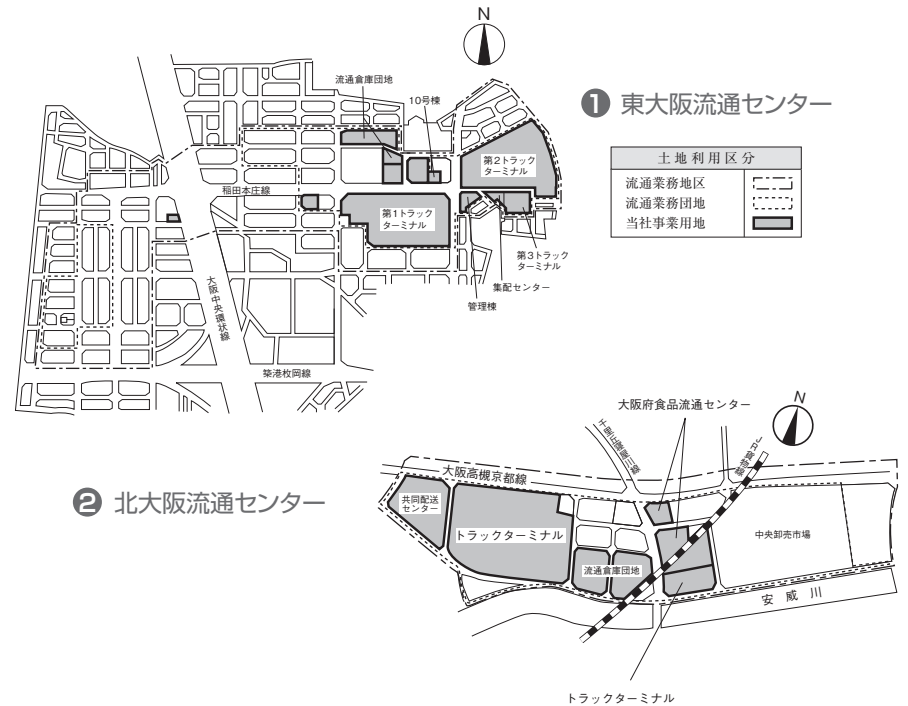 N
❶ 東大阪流通センター
土地利用区分
流通業務地区
流通業務団地
当社事業用地
流通倉庫団地
10号棟
第2トラック
ターミナル
稲田本庄線
第1トラック
ターミナル
第3トラック
ターミナル
集配センター
管理棟
大阪中央環状線
築港枚岡線
❷ 北大阪流通センター
N
大阪府食品流通センター
JR貨物線
大阪高槻京都線
共同配送
センター
トラックターミナル
流通倉庫団地
中央卸売市場
安威川
トラックターミナル